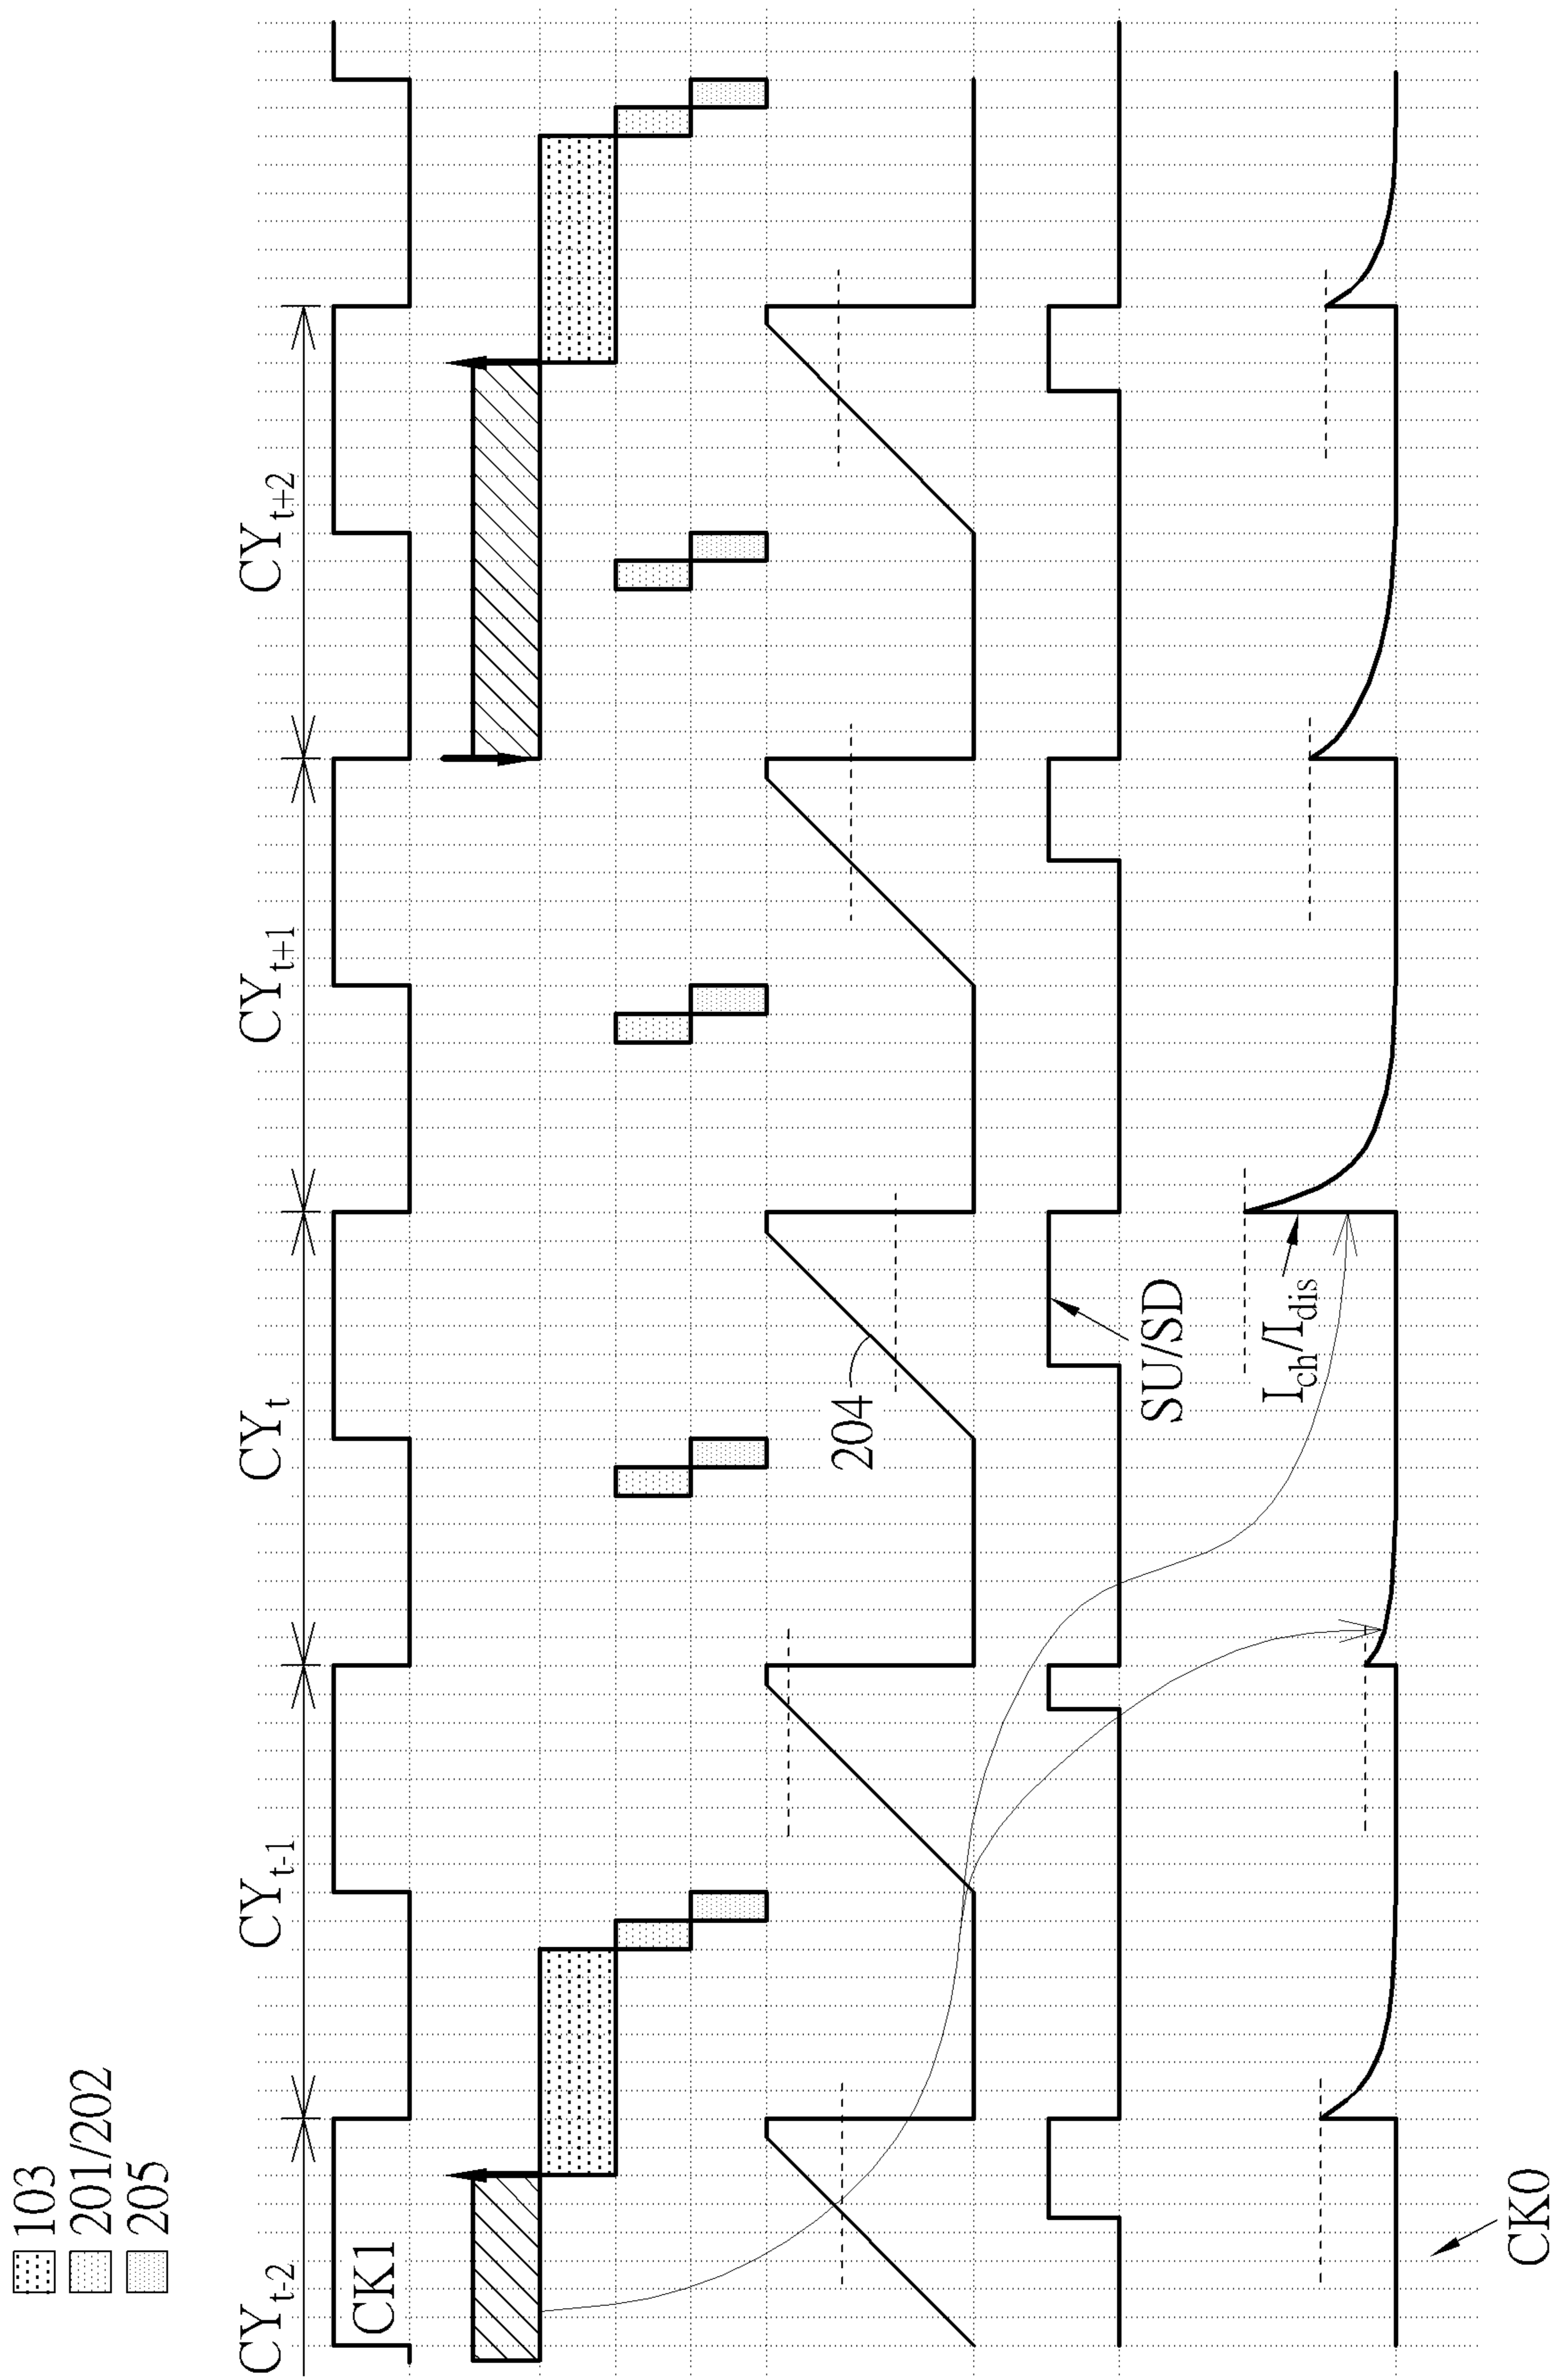 103
201/202
205
CY_{t-2}
CY_{t-1}
CY_t
CY_{t+1}
CY_{t+2}
CK1
204
SU/SD
I_{ch}/I_{dis}
CK0